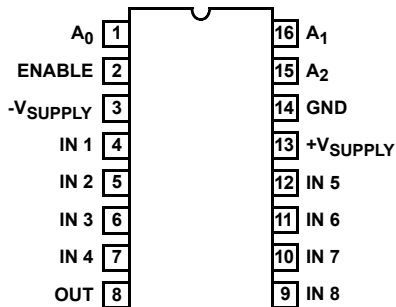 A0 1 16 A1
ENABLE 2 15 A2
-VSUPPLY 3 14 GND
IN 1 4 13 +VSUPPLY
IN 2 5 12 IN 5
IN 3 6 11 IN 6
IN 4 7 10 IN 7
OUT 8 9 IN 8